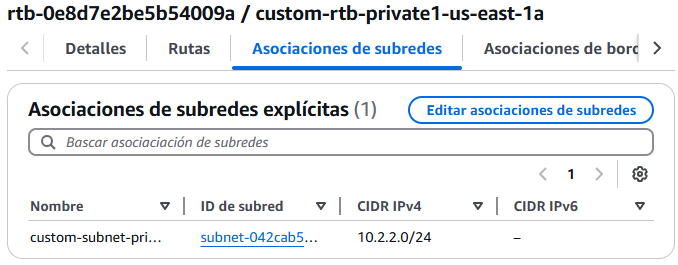 rtb-0e8d7e2be5b54009a / custom-rtb-private1-us-east-1a
Detalles Rutas Asociaciones de subredes Asociaciones de bord
Asociaciones de subredes explícitas (1) Editar asociaciones de subredes
Bascar asociaciación de subredes
1
Nombre ID de subred CIDR IPv4 CIDR IPv6
custom-subnet-pri... subnet-042cab5... 10.2.2.0/24 –